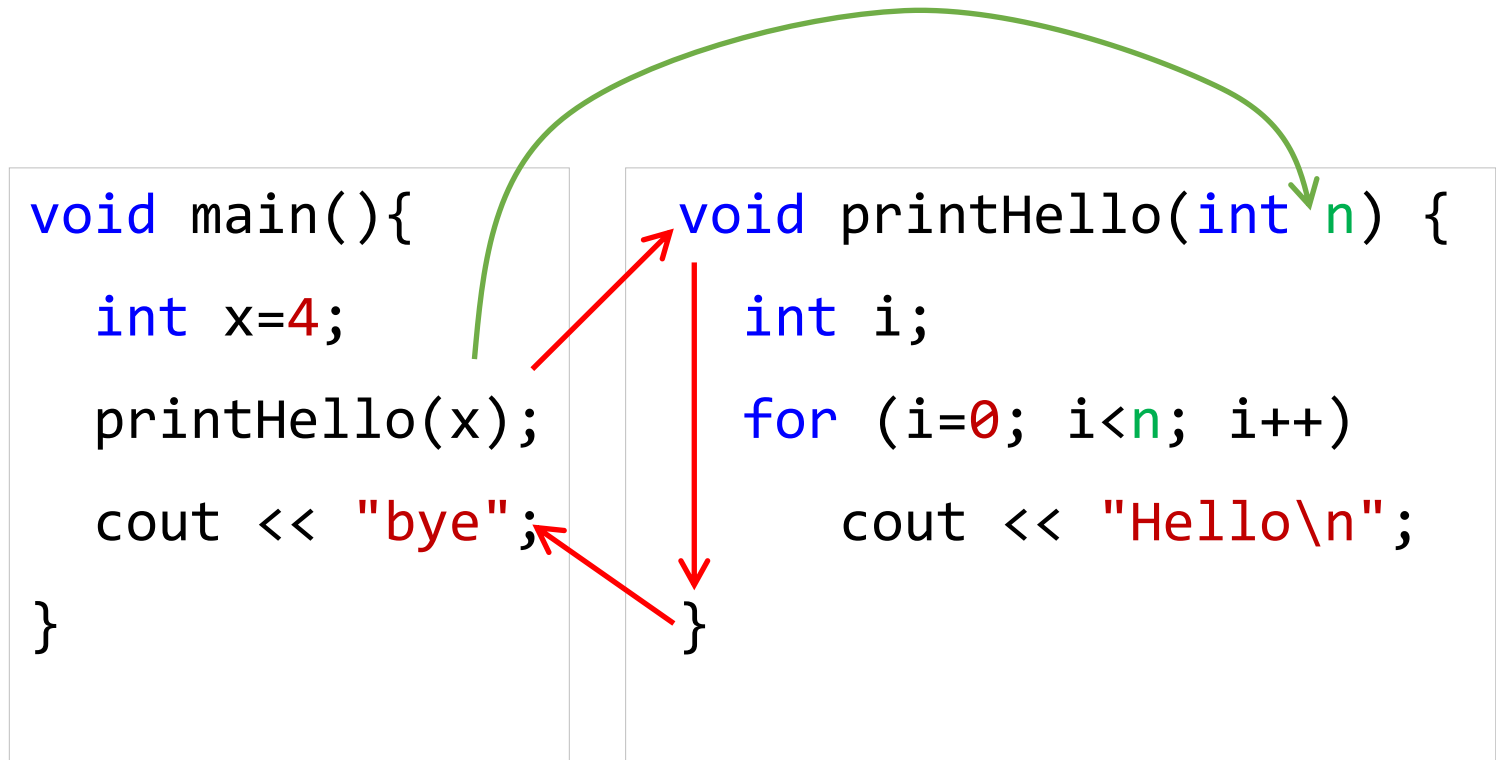 void main(){
  int x=4;
  printHello(x);
  cout << "bye";
}
void printHello(int n) {
  int i;
  for (i=0; i<n; i++)
     cout << "Hello\n";
}